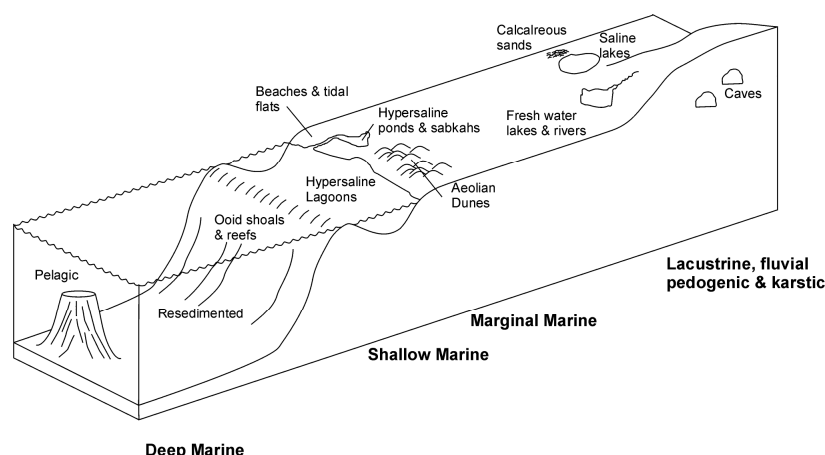 Calcalreous
sands
Saline
lakes
Beaches & tidal
flats
Hypersaline
ponds & sabkahs
Caves
Fresh water
lakes & rivers
Hypersaline
Lagoons
Aeolian
Dunes
Ooid shoals
& reefs
Pelagic
Resedimented
Lacustrine, fluvial
pedogenic & karstic
Marginal Marine
Shallow Marine
Deep Marine